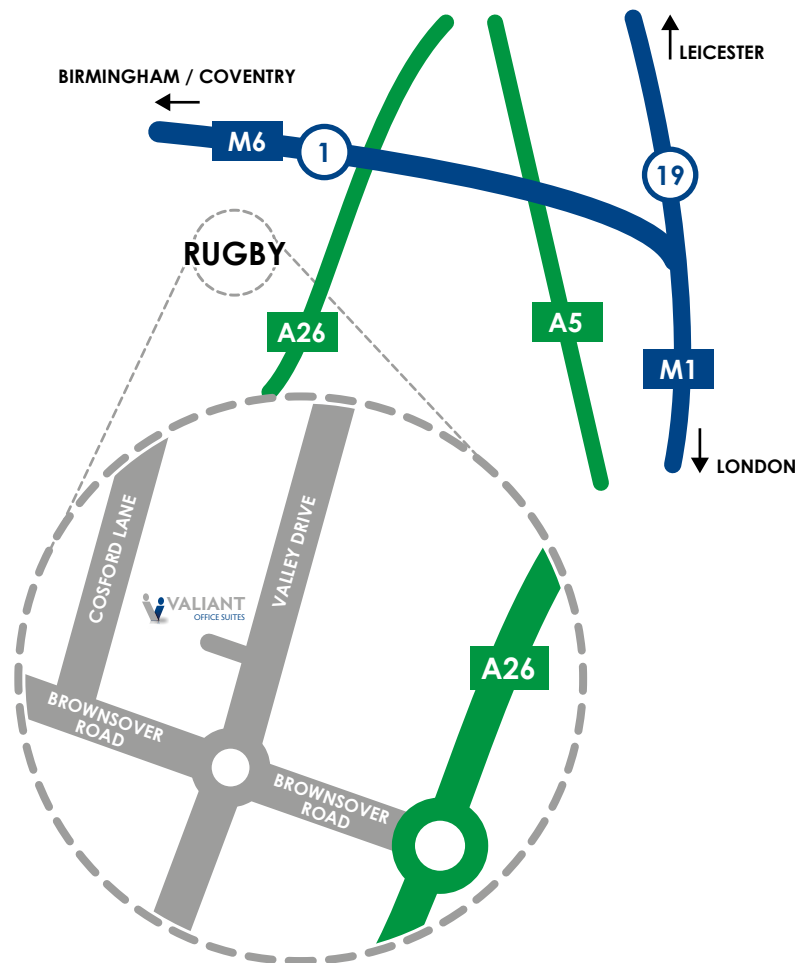 LEICESTER
BIRMINGHAM / COVENTRY
M6
1
19
RUGBY
A26
A5
M1
LONDON
COSFORD LANE
VALLEY DRIVE
VALIANT
OFFICE SUITES
A26
BROWNSOVER
ROAD
BROWNSOVER
ROAD